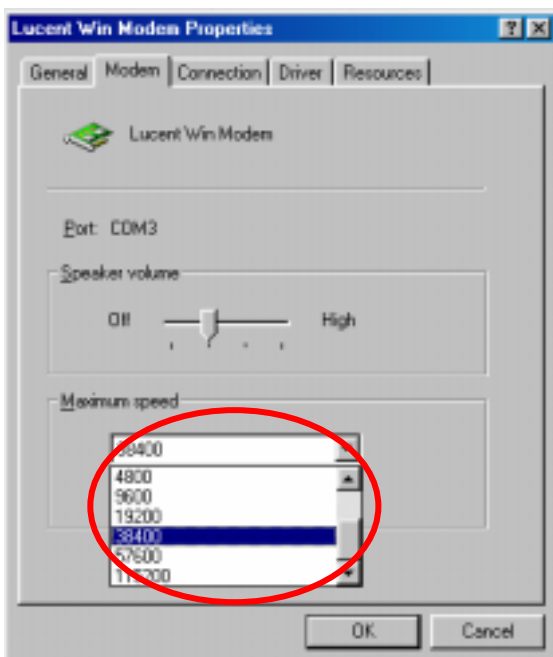 Lucent Win Modem Properties
General Modem Connection Driver Resources
Lucent Win Modem
Port: COM3
Speaker volume
Off High
Maximum speed
38400
4800
9600
19200
38400
57600
115200
OK Cancel